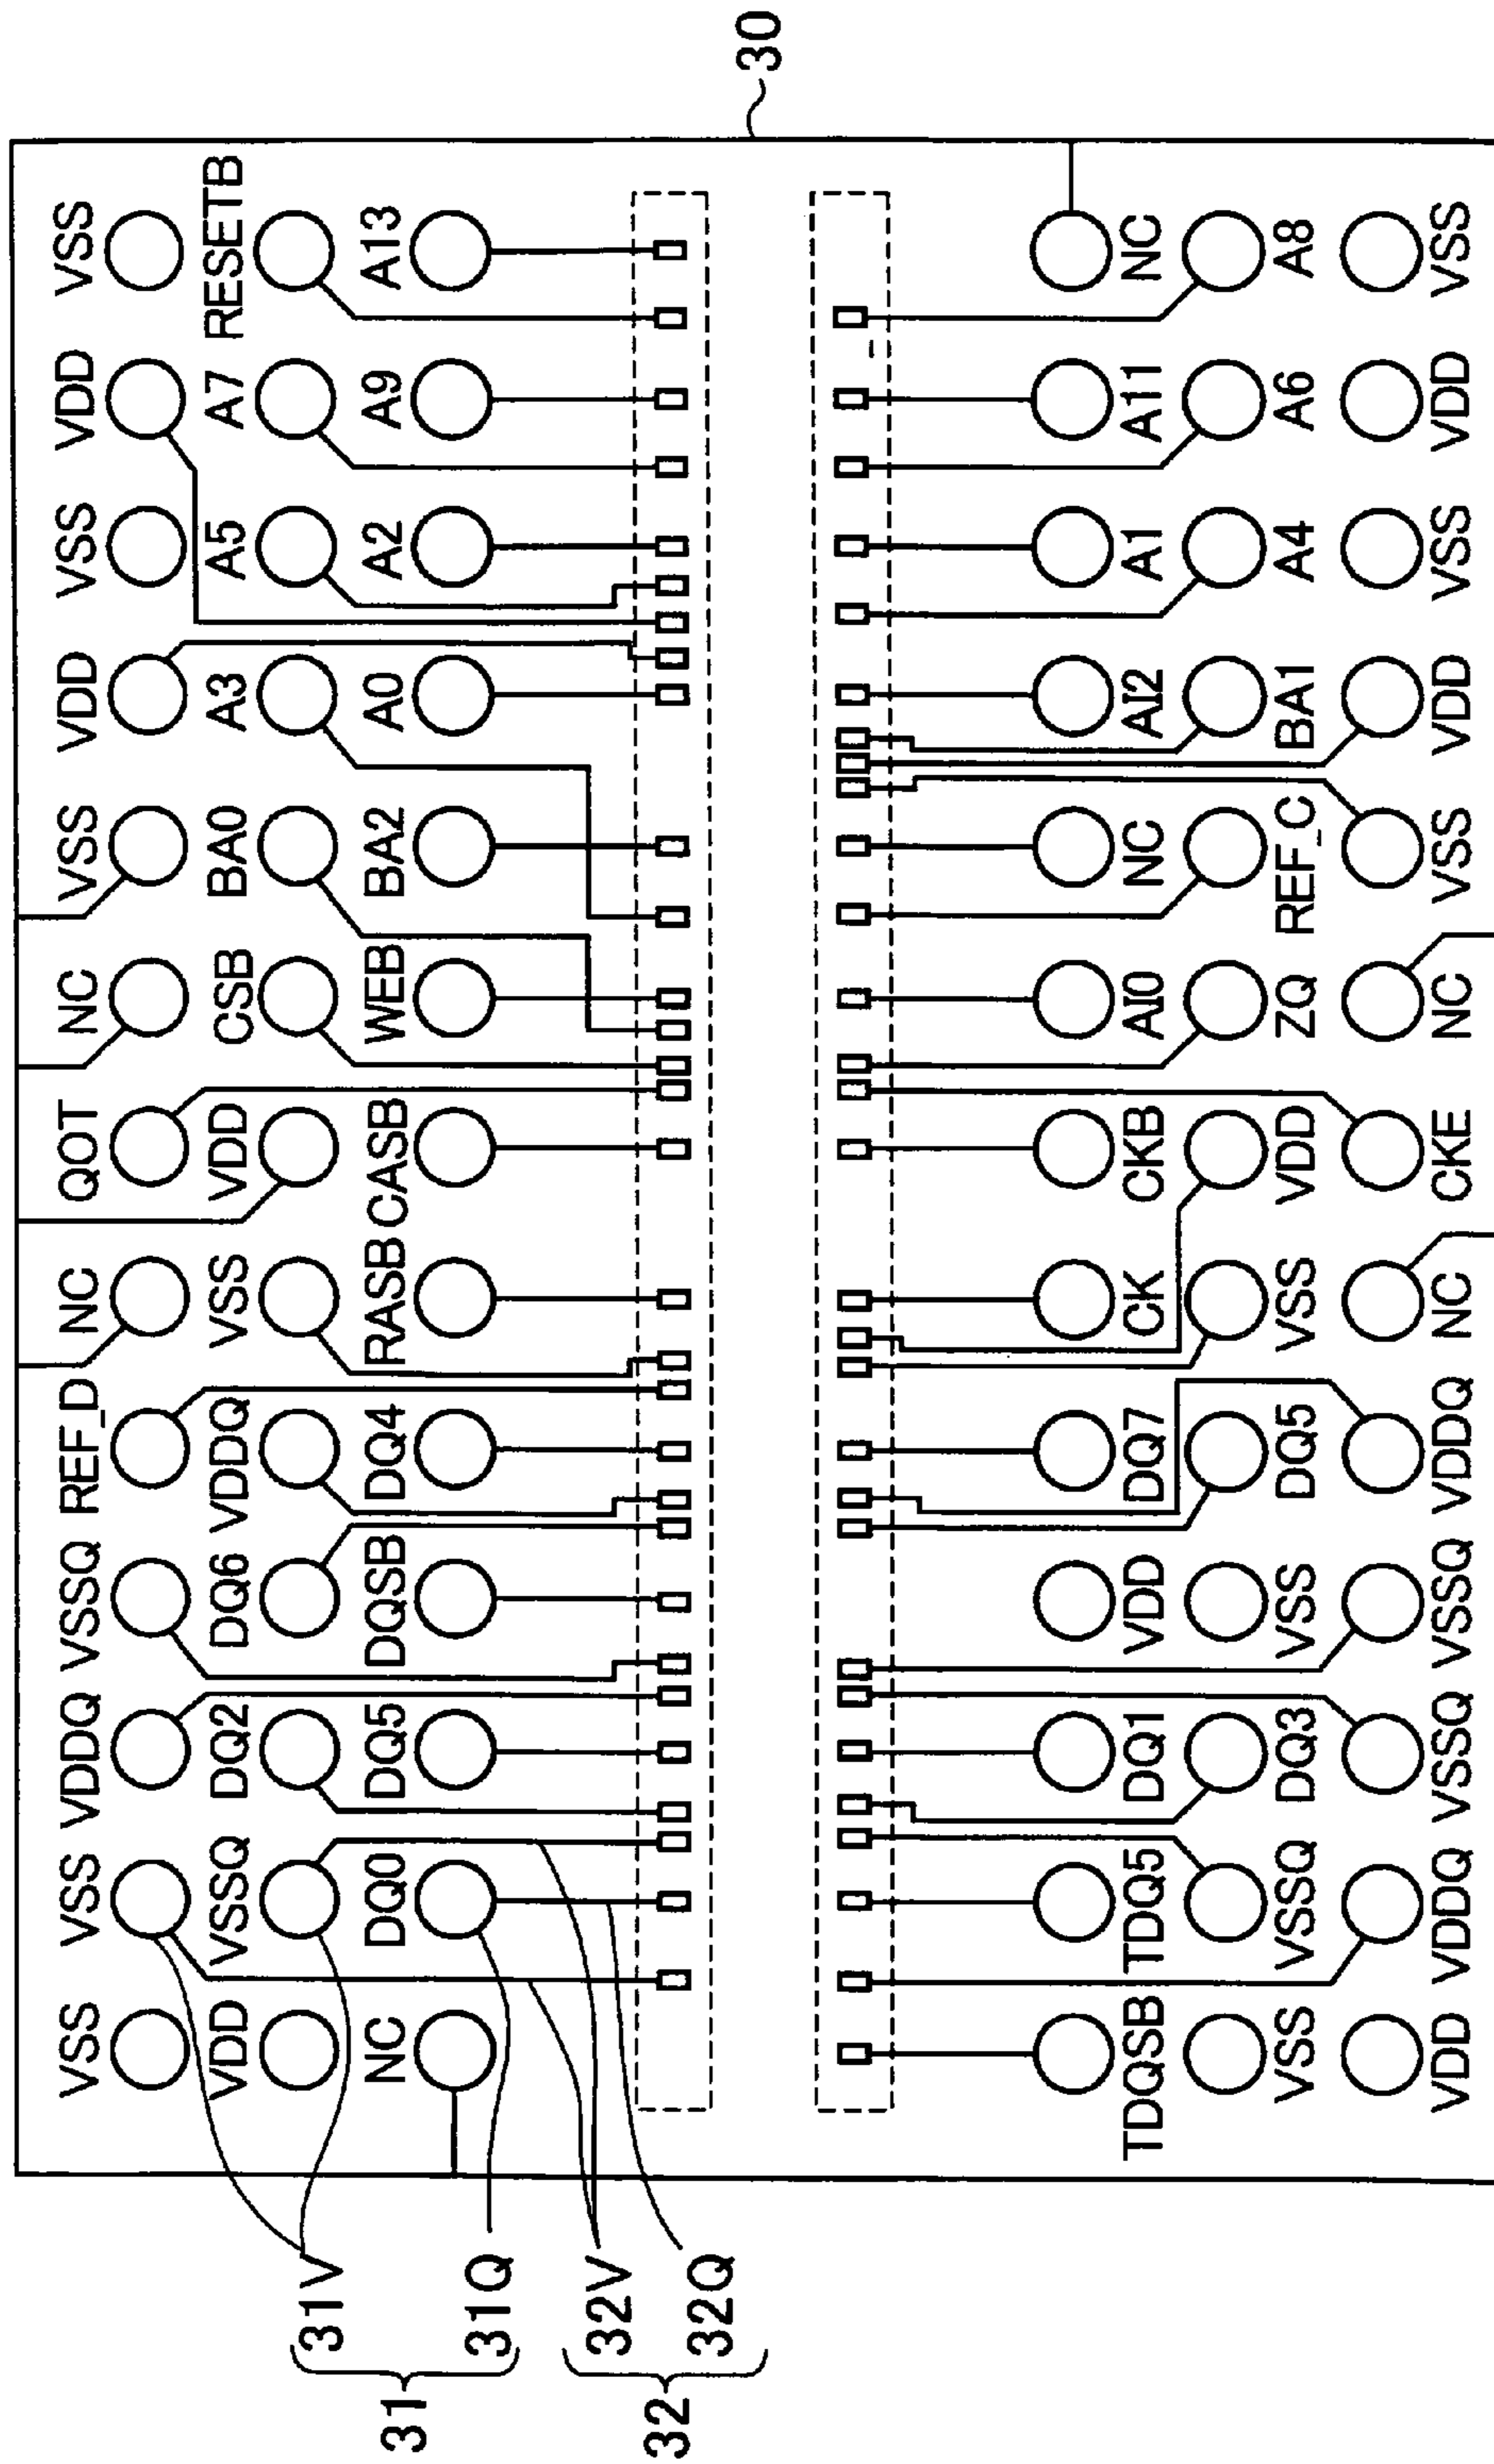 VSS VSS VDDQ VSSQ REF_D NC QOT NC VSS VDD VSS VDD VSS
VDD VSSQ DQ2 DQ6 VDDQ VSS VDD CSB BA0 A3 A5 A7 RESETB
31V
NC DQ0 DQ5 DQSB DQ4 RASB CASB WEB BA2 A0 A2 A9 A13
31
31Q
32V
32
32Q
30
TDQSB TDQ5 DQ1 VDD DQ7 CK CKB AI0 NC AI2 A1 A11 NC
VSS VSSQ DQ3 VSS DQ5 VSS VDD ZQ REF_C BA1 A4 A6 A8
VDD VDDQ VSSQ VSSQ VDDQ NC CKE NC VSS VDD VSS VDD VSS